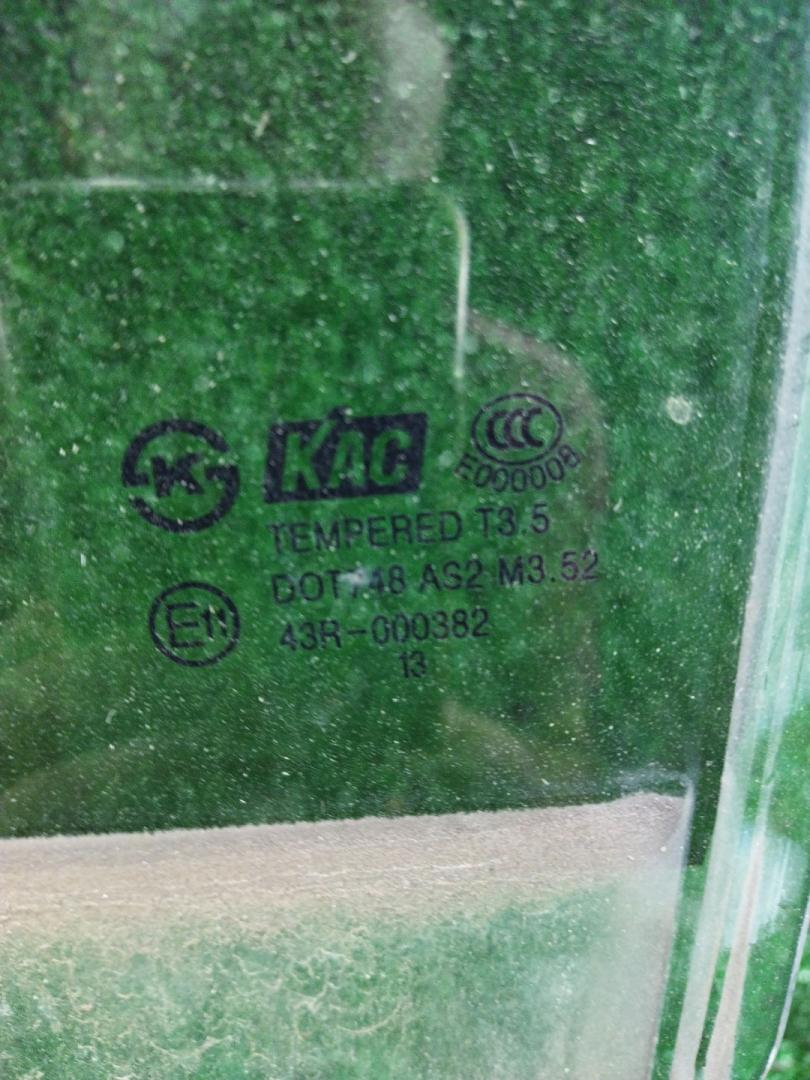 K KAC CCC
E000008
TEMPERED T3.5
DOT748 AS2 M3.52
E11 43R-000382
13